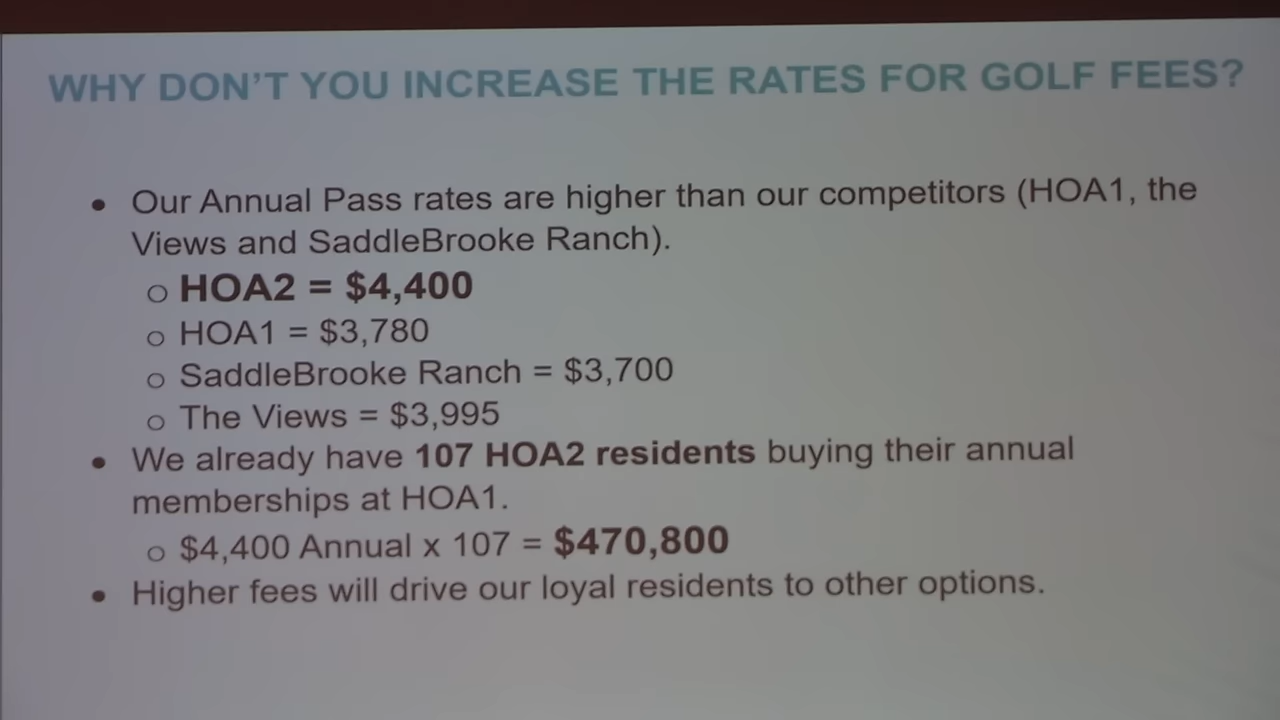 WHY DON'T YOU INCREASE THE RATES FOR GOLF FEES?
• Our Annual Pass rates are higher than our competitors (HOA1, the
Views and SaddleBrooke Ranch).
o HOA2 = $4,400
o HOA1 = $3,780
o SaddleBrooke Ranch = $3,700
o The Views = $3,995
• We already have 107 HOA2 residents buying their annual
memberships at HOA1.
o $4,400 Annual x 107 = $470,800
• Higher fees will drive our loyal residents to other options.